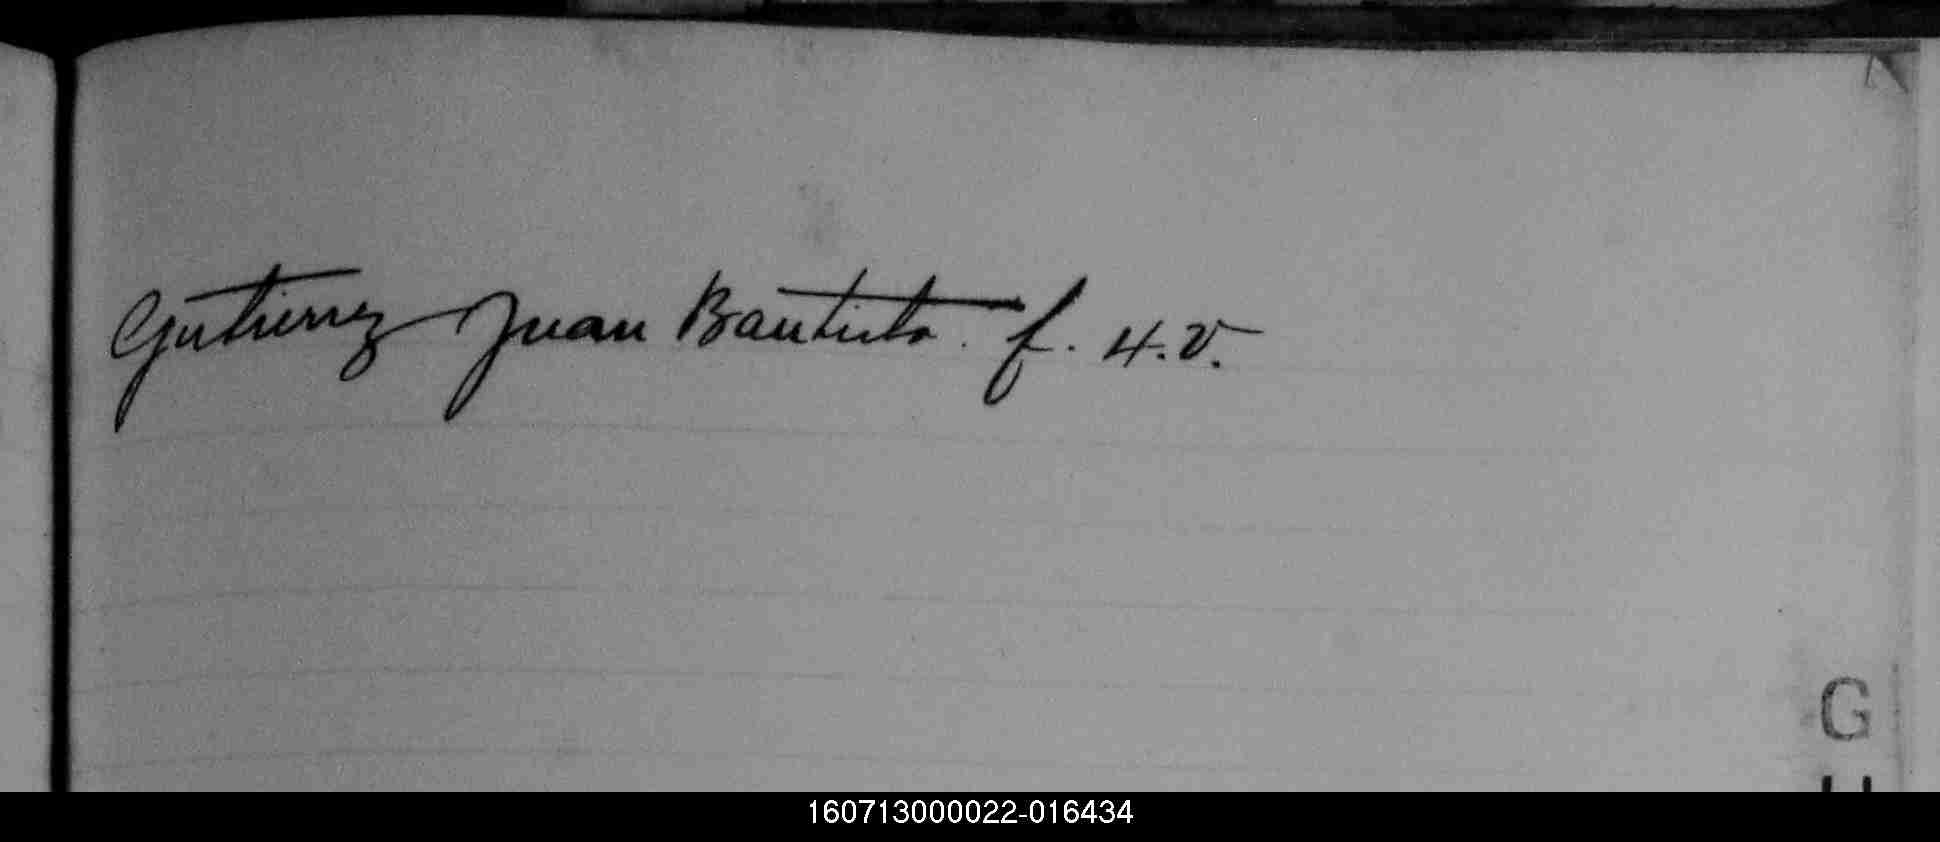 Gutierrez Juan Bautista. f. 4.v.
G
160713000022-016434